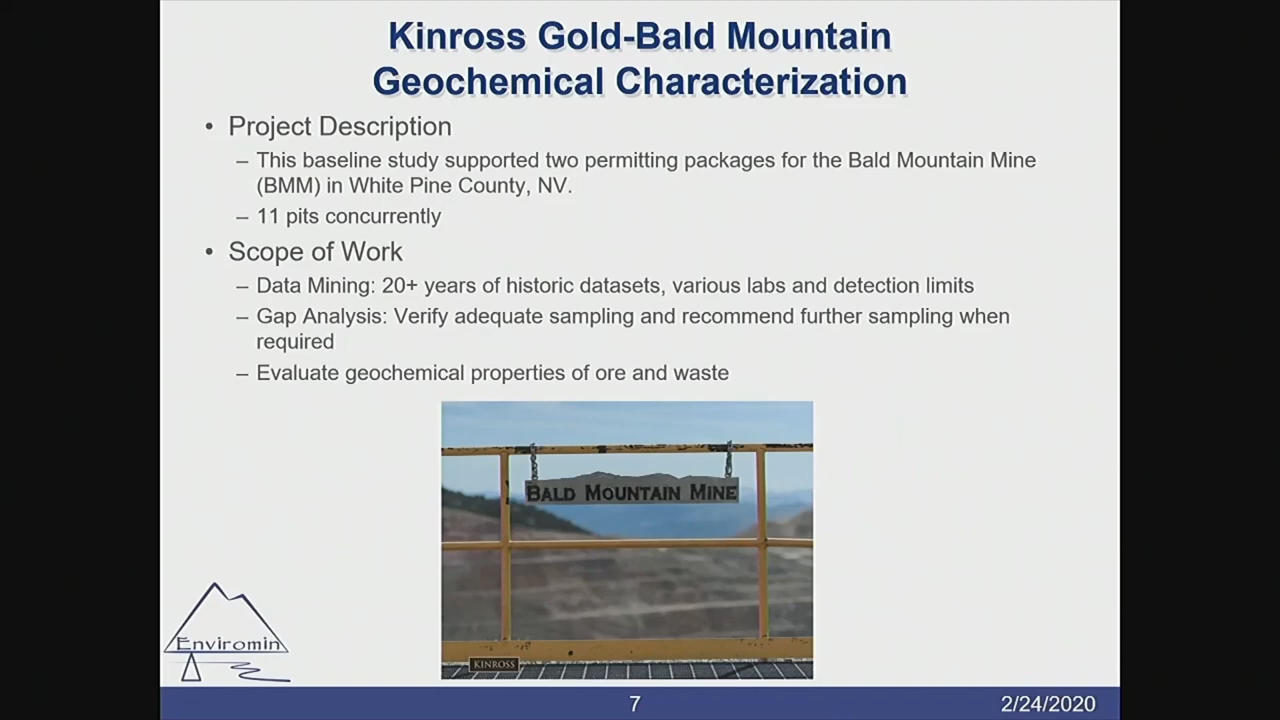 Kinross Gold-Bald Mountain
Geochemical Characterization
• Project Description
– This baseline study supported two permitting packages for the Bald Mountain Mine
(BMM) in White Pine County, NV.
– 11 pits concurrently
• Scope of Work
– Data Mining: 20+ years of historic datasets, various labs and detection limits
– Gap Analysis: Verify adequate sampling and recommend further sampling when
required
– Evaluate geochemical properties of ore and waste
BALD MOUNTAIN MINE
KINROSS
Enviromin
7
2/24/2020